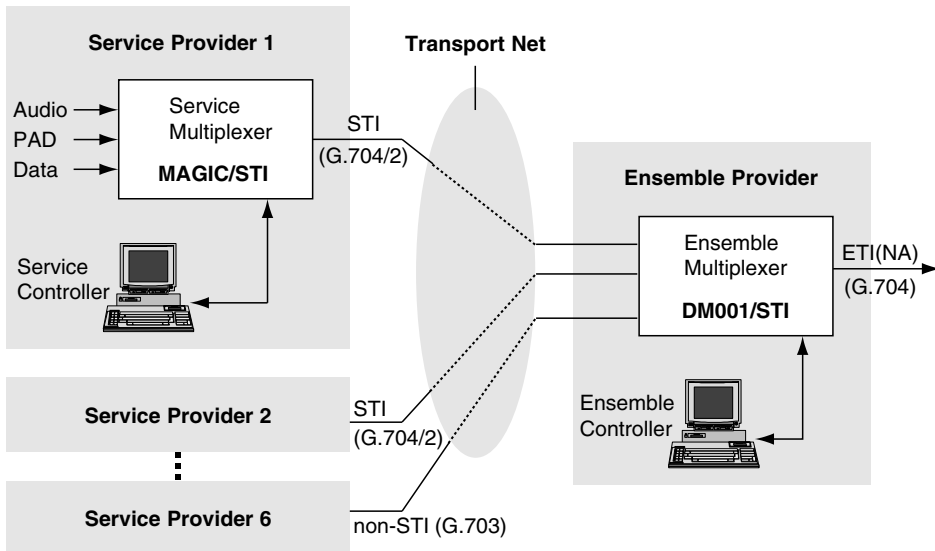 Service Provider 1
Audio
PAD
Data
Service
Multiplexer
MAGIC/STI
STI
(G.704/2)
Service
Controller
Transport Net
Ensemble Provider
Ensemble
Multiplexer
DM001/STI
ETI(NA)
(G.704)
Ensemble
Controller
Service Provider 2
STI
(G.704/2)
Service Provider 6
non-STI (G.703)